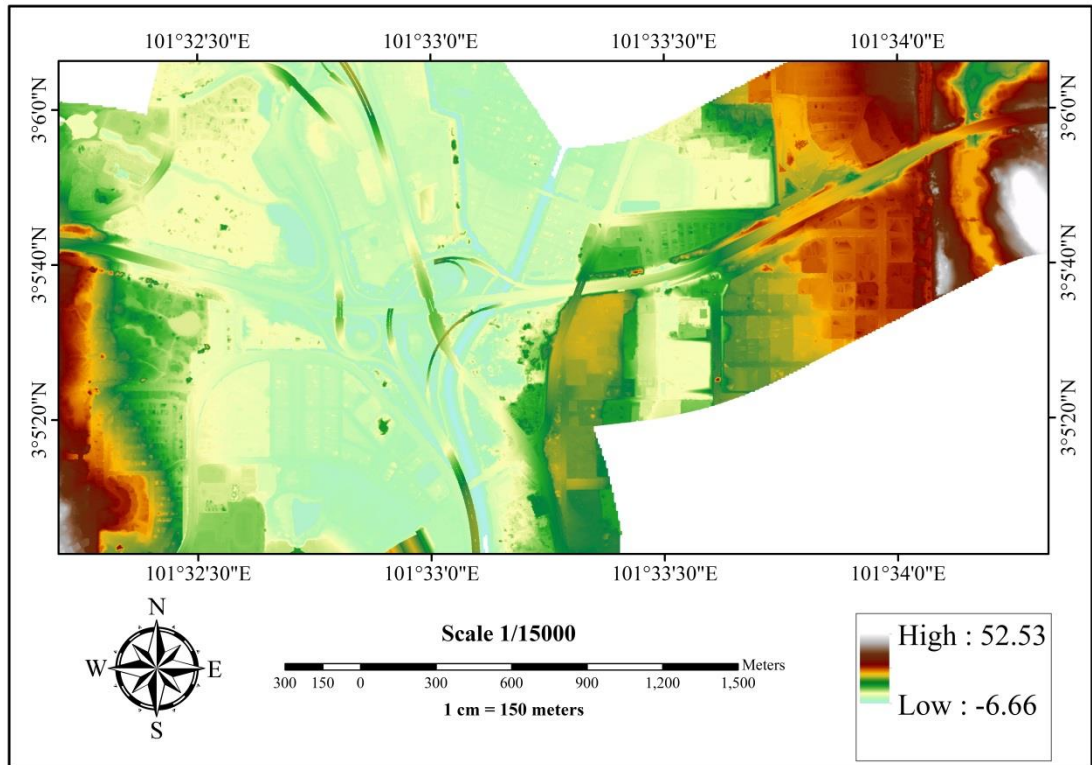 101°32'30"E 101°33'0"E 101°33'30"E 101°34'0"E
3°6'0"N 3°6'0"N
3°5'40"N 3°5'40"N
3°5'20"N 3°5'20"N
101°32'30"E 101°33'0"E 101°33'30"E 101°34'0"E
N
W E
S
Scale 1/15000
Meters
300 150 0 300 600 900 1,200 1,500
1 cm = 150 meters
High : 52.53
Low : -6.66